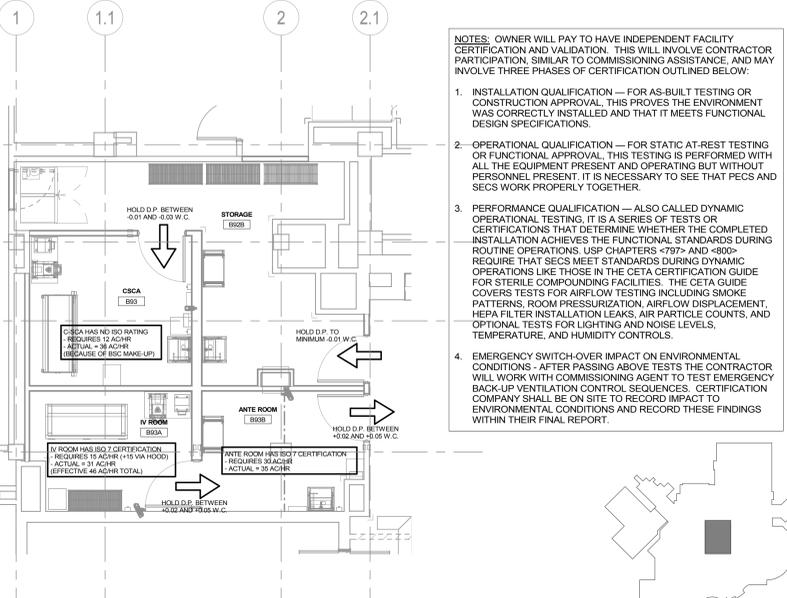 1
1.1
2
2.1
NOTES: OWNER WILL PAY TO HAVE INDEPENDENT FACILITY
CERTIFICATION AND VALIDATION. THIS WILL INVOLVE CONTRACTOR
PARTICIPATION, SIMILAR TO COMMISSIONING ASSISTANCE, AND MAY
INVOLVE THREE PHASES OF CERTIFICATION OUTLINED BELOW:
1. INSTALLATION QUALIFICATION — FOR AS-BUILT TESTING OR
CONSTRUCTION APPROVAL, THIS PROVES THE ENVIRONMENT
WAS CORRECTLY INSTALLED AND THAT IT MEETS FUNCTIONAL
DESIGN SPECIFICATIONS.
2. OPERATIONAL QUALIFICATION — FOR STATIC AT-REST TESTING
OR FUNCTIONAL APPROVAL, THIS TESTING IS PERFORMED WITH
ALL THE EQUIPMENT PRESENT AND OPERATING BUT WITHOUT
PERSONNEL PRESENT. IT IS NECESSARY TO SEE THAT PECS AND
SECS WORK PROPERLY TOGETHER.
3. PERFORMANCE QUALIFICATION — ALSO CALLED DYNAMIC
OPERATIONAL TESTING, IT IS A SERIES OF TESTS OR
CERTIFICATIONS THAT DETERMINE WHETHER THE COMPLETED
INSTALLATION ACHIEVES THE FUNCTIONAL STANDARDS DURING
ROUTINE OPERATIONS. USP CHAPTERS <797> AND <800>
REQUIRE THAT SECS MEET STANDARDS DURING DYNAMIC
OPERATIONS LIKE THOSE IN THE CETA CERTIFICATION GUIDE
FOR STERILE COMPOUNDING FACILITIES. THE CETA GUIDE
COVERS TESTS FOR AIRFLOW TESTING INCLUDING SMOKE
PATTERNS, ROOM PRESSURIZATION, AIRFLOW DISPLACEMENT,
HEPA FILTER INSTALLATION LEAKS, AIR PARTICLE COUNTS, AND
OPTIONAL TESTS FOR LIGHTING AND NOISE LEVELS,
TEMPERATURE, AND HUMIDITY CONTROLS.
4. EMERGENCY SWITCH-OVER IMPACT ON ENVIRONMENTAL
CONDITIONS - AFTER PASSING ABOVE TESTS THE CONTRACTOR
WILL WORK WITH COMMISSIONING AGENT TO TEST EMERGENCY
BACK-UP VENTILATION CONTROL SEQUENCES. CERTIFICATION
COMPANY SHALL BE ON SITE TO RECORD IMPACT TO
ENVIRONMENTAL CONDITIONS AND RECORD THESE FINDINGS
WITHIN THEIR FINAL REPORT.
HOLD D.P. BETWEEN
-0.01 AND -0.03 W.C.
STORAGE
B92B
CSCA
B93
C-SCA HAS NO ISO RATING
- REQUIRES 12 AC/HR
- ACTUAL = 36 AC/HR
(BECAUSE OF BSC MAKE-UP)
HOLD D.P. TO
MINIMUM -0.01 W.C.
ANTE ROOM
B93B
IV ROOM
B93A
HOLD D.P. BETWEEN
+0.02 AND +0.05 W.C.
IV ROOM HAS ISO 7 CERTIFICATION
- REQUIRES 15 AC/HR (+15 VIA HOOD)
- ACTUAL = 31 AC/HR
(EFFECTIVE 46 AC/HR TOTAL)
ANTE ROOM HAS ISO 7 CERTIFICATION
- REQUIRES 30 AC/HR
- ACTUAL = 35 AC/HR
HOLD D.P. BETWEEN
+0.02 AND +0.05 W.C.